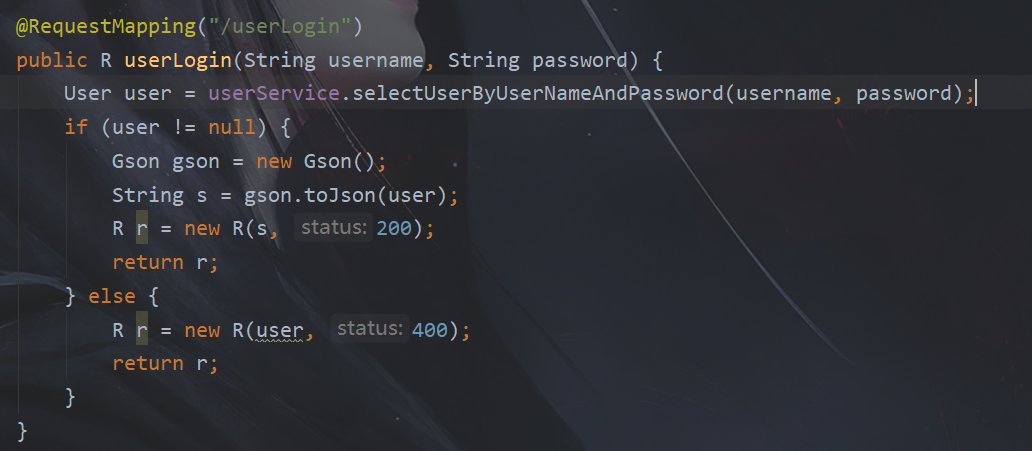 @RequestMapping("/userLogin")
public R userLogin(String username, String password) {
    User user = userService.selectUserByUserNameAndPassword(username, password);
    if (user != null) {
        Gson gson = new Gson();
        String s = gson.toJson(user);
        R r = new R(s, status: 200);
        return r;
    } else {
        R r = new R(user, status: 400);
        return r;
    }
}